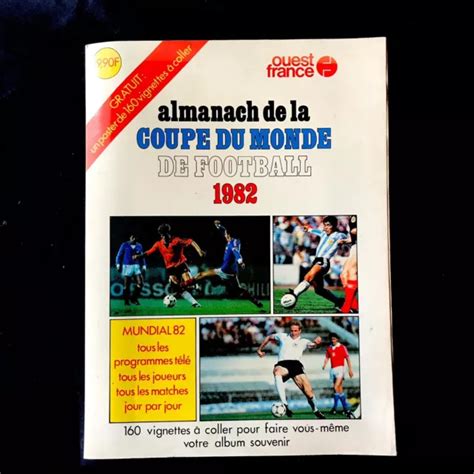 9,90F
GRATUIT :
un poster de 160 vignettes à coller
ouest
france
almanach de la
COUPE DU MONDE
DE FOOTBALL
1982
PHILI
MUNDIAL 82
tous les
programmes télé
tous les joueurs
tous les matches
jour par jour
160 vignettes à coller pour faire vous-même
votre album souvenir